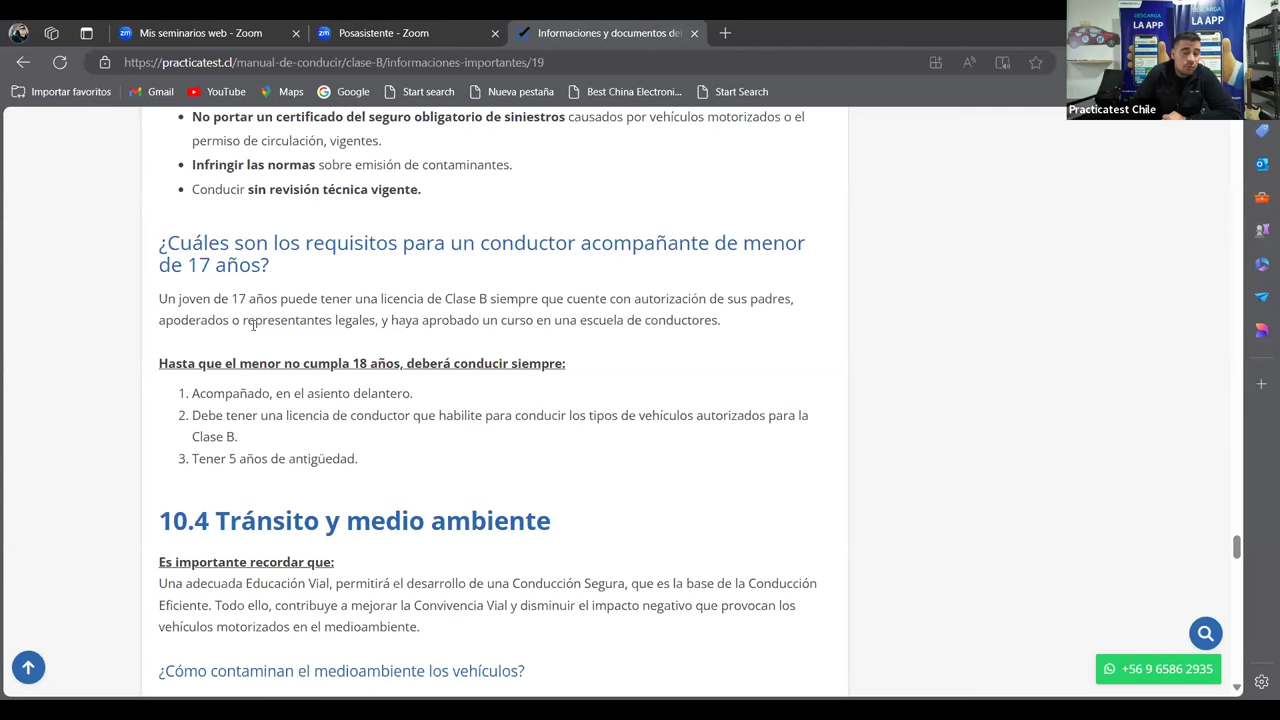 Mis seminarios web - Zoom
Posasistente - Zoom
Informaciones y documentos de
https://practicatest.cl/manual-de-conducir/clase-B/informaciones-importantes/19
Importar favoritos
Gmail
YouTube
Maps
Google
Start search
Nueva pestaña
Best China Electroni...
Start Search
DESCARGA
LA APP
DESCARGA
LA APP
Practicatest Chile
No portar un certificado del seguro obligatorio de siniestros causados por vehículos motorizados o el
permiso de circulación, vigentes.
Infringir las normas sobre emisión de contaminantes.
Conducir sin revisión técnica vigente.
¿Cuáles son los requisitos para un conductor acompañante de menor
de 17 años?
Un joven de 17 años puede tener una licencia de Clase B siempre que cuente con autorización de sus padres,
apoderados o representantes legales, y haya aprobado un curso en una escuela de conductores.
Hasta que el menor no cumpla 18 años, deberá conducir siempre:
1. Acompañado, en el asiento delantero.
2. Debe tener una licencia de conductor que habilite para conducir los tipos de vehículos autorizados para la
Clase B.
3. Tener 5 años de antigüedad.
10.4 Tránsito y medio ambiente
Es importante recordar que:
Una adecuada Educación Vial, permitirá el desarrollo de una Conducción Segura, que es la base de la Conducción
Eficiente. Todo ello, contribuye a mejorar la Convivencia Vial y disminuir el impacto negativo que provocan los
vehículos motorizados en el medioambiente.
¿Cómo contaminan el medioambiente los vehículos?
+56 9 6586 2935